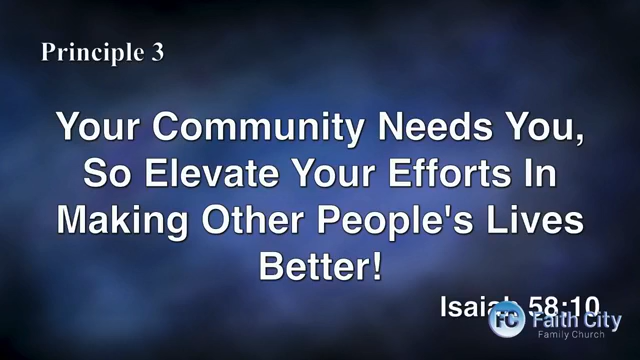 Principle 3
Your Community Needs You,
So Elevate Your Efforts In
Making Other People's Lives
Better!
Isaiah 58:10
FC Faith City
Family Church